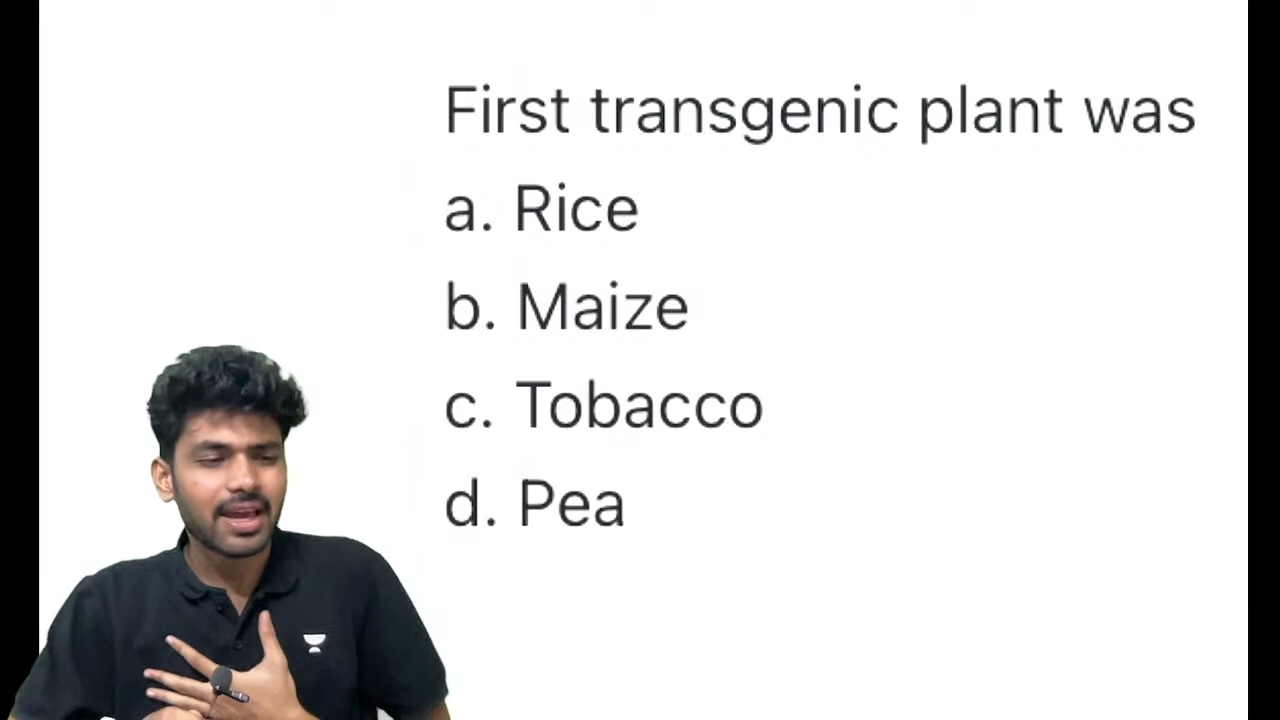 First transgenic plant was
a. Rice
b. Maize
c. Tobacco
d. Pea